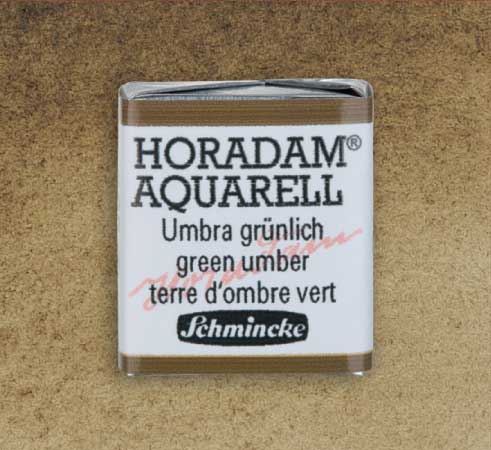 HORADAM®
AQUARELL
Umbra grünlich
green umber
terre d'ombre vert
Schmincke